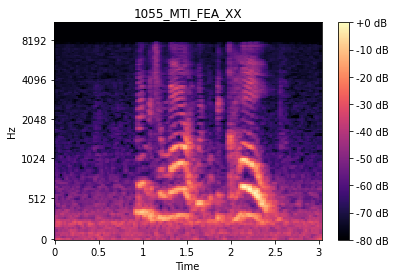 1055_MTI_FEA_XX
8192
4096
2048
1024
512
0
Hz
0
0.5
1
1.5
2
2.5
3
Time
+0 dB
-10 dB
-20 dB
-30 dB
-40 dB
-50 dB
-60 dB
-70 dB
-80 dB